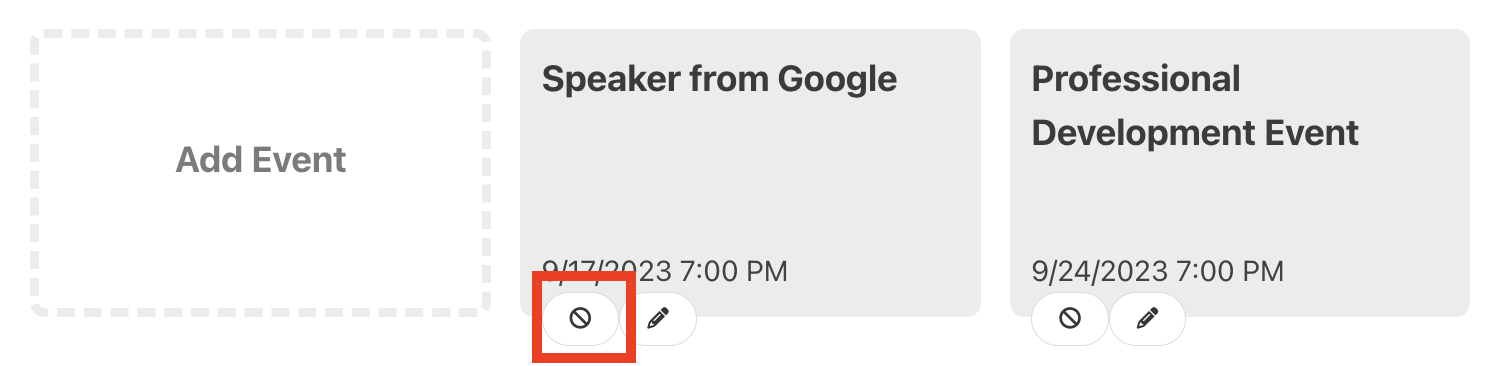 Add Event
Speaker from Google
9/17/2023 7:00 PM
Professional
Development Event
9/24/2023 7:00 PM